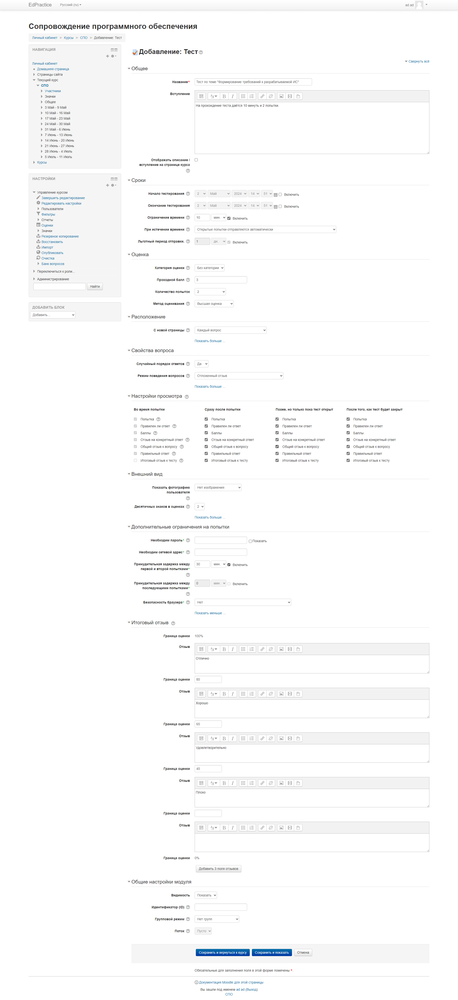 EdPractice Русский (ru) ad ad
Сопровождение программного обеспечения
Личный кабинет Курсы СПО Добавление: Тест
НАВИГАЦИЯ
Личный кабинет
Домашняя страница
Страницы сайта
Текущий курс
СПО
Участники
Значки
Общее
3 Май - 9 Май
10 Май - 16 Май
17 Май - 23 Май
24 Май - 30 Май
31 Май - 6 Июнь
7 Июнь - 13 Июнь
14 Июнь - 20 Июнь
21 Июнь - 27 Июнь
28 Июнь - 4 Июль
5 Июль - 11 Июль
Курсы
НАСТРОЙКИ
Управление курсом
Завершить редактирование
Редактировать настройки
Пользователи
Фильтры
Отчеты
Оценки
Значки
Резервное копирование
Восстановить
Импорт
Опубликовать
Очистка
Банк вопросов
Переключиться к роли...
Администрирование
Найти
ДОБАВИТЬ БЛОК
Добавить...
Добавление: Тест
Свернуть всё
Общее
Название* Тест по теме "Формирование требований к разрабатываемой ИС"
Вступление
На прохождение теста даётся 10 минуть и 2 попытки.
Отображать описание /
вступление на странице курса
Сроки
Начало тестирования 2 Май 2024 14 51 Включить
Окончание тестирования 2 Май 2024 14 51 Включить
Ограничение времени 10 мин. Включить
При истечении времени Открытые попытки отправляются автоматически
Льготный период отправки. 1 дн. Включить
Оценка
Категория оценки Без категории
Проходной балл 3
Количество попыток 2
Метод оценивания Высшая оценка
Расположение
С новой страницы Каждый вопрос
Показать больше ...
Свойства вопроса
Случайный порядок ответов Да
Режим поведения вопросов Отложенный отзыв
Показать больше ...
Настройки просмотра
Во время попытки Сразу после попытки Позже, но только пока тест открыт После того, как тест будет закрыт
Попытка Попытка Попытка Попытка
Правилен ли ответ Правилен ли ответ Правилен ли ответ Правилен ли ответ
Баллы Баллы Баллы Баллы
Отзыв на конкретный ответ Отзыв на конкретный ответ Отзыв на конкретный ответ Отзыв на конкретный ответ
Общий отзыв к вопросу Общий отзыв к вопросу Общий отзыв к вопросу Общий отзыв к вопросу
Правильный ответ Правильный ответ Правильный ответ Правильный ответ
Итоговый отзыв к тесту Итоговый отзыв к тесту Итоговый отзыв к тесту Итоговый отзыв к тесту
Внешний вид
Показать фотографию Нет изображения
пользователя
Десятичных знаков в оценках 2
Показать больше ...
Дополнительные ограничения на попытки
Необходим пароль* Показать
Необходим сетевой адрес*
Принудительная задержка между 30 мин. Включить
первой и второй попытками*
Принудительная задержка между 0 мин. Включить
последующими попытками*
Безопасность браузера* Нет
Показать меньше ...
Итоговый отзыв
Граница оценки 100%
Отзыв
Отлично
Граница оценки 85
Отзыв
Хорошо
Граница оценки 65
Отзыв
Удовлетворительно
Граница оценки 45
Отзыв
Плохо
Граница оценки
Отзыв
Граница оценки 0%
Добавить 3 поля отзывов
Общие настройки модуля
Видимость Показать
Идентификатор (ID)
Групповой режим Нет групп
Поток Пусто
Сохранить и вернуться к курсу Сохранить и показать Отмена
Обязательные для заполнения поля в этой форме помечены *.
Документация Moodle для этой страницы
Вы зашли под именем ad ad (Выход)
СПО